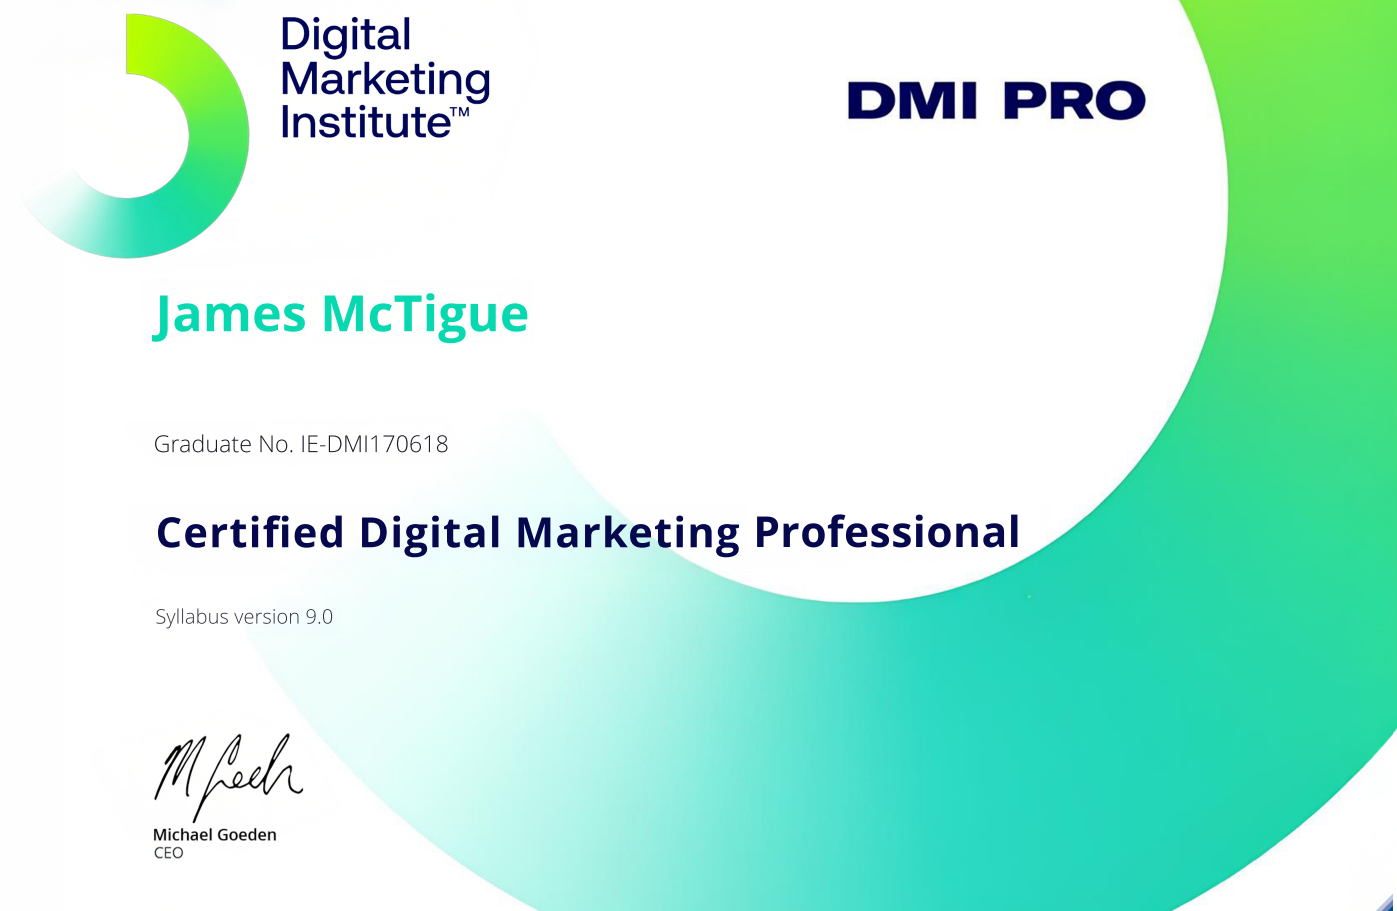 Digital
Marketing
Institute™
DMI PRO
James McTigue
Graduate No. IE-DMI170618
Certified Digital Marketing Professional
Syllabus version 9.0
Michael Goeden
CEO